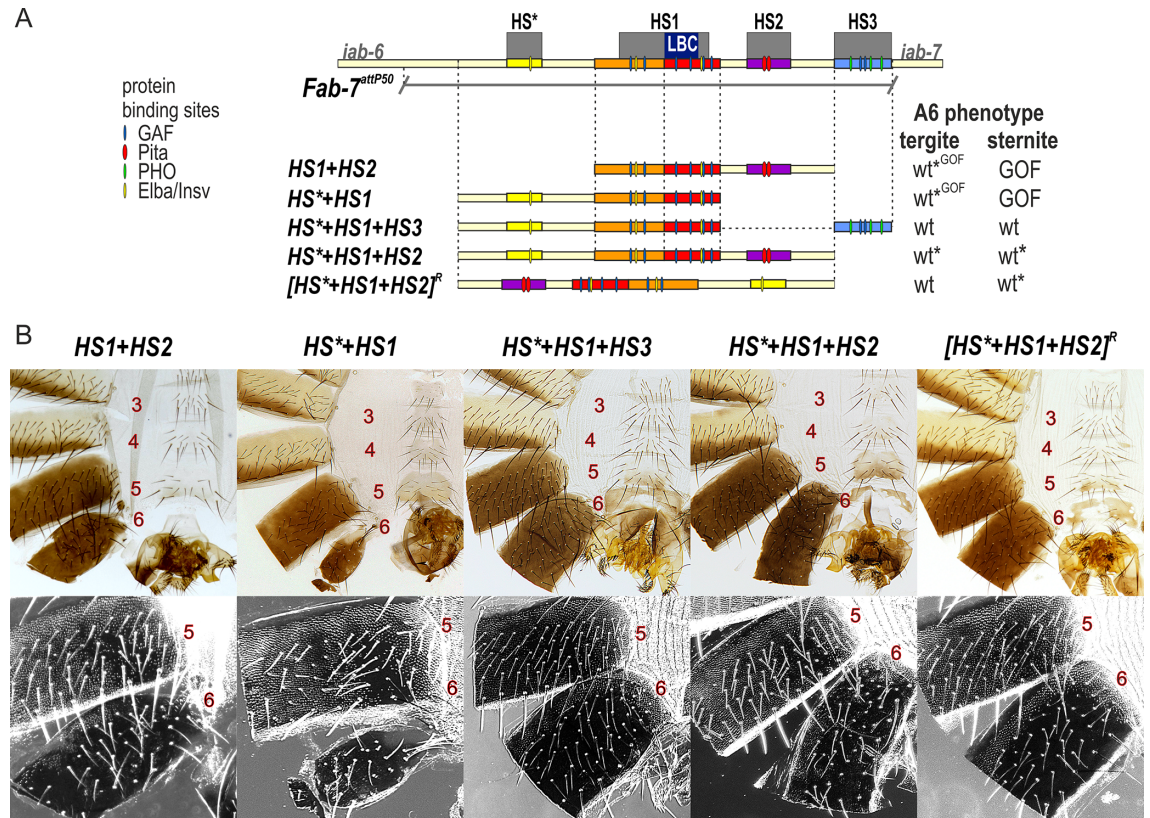 A
HS* HS1 HS2 HS3
LBC
iab-6 iab-7
Fab-7attP50
protein
binding sites
GAF
Pita
PHO
Elba/Insv
A6 phenotype
tergite sternite
HS1+HS2 wt*GOF GOF
HS*+HS1 wt*GOF GOF
HS*+HS1+HS3 wt wt
HS*+HS1+HS2 wt* wt*
[HS*+HS1+HS2]R wt wt*
B
HS1+HS2 HS*+HS1 HS*+HS1+HS3 HS*+HS1+HS2 [HS*+HS1+HS2]R
3 3 3 3 3
4 4 4 4 4
5 5 5 5 5
6 6 6 6 6
5 5 5 5 5
6 6 6 6 6